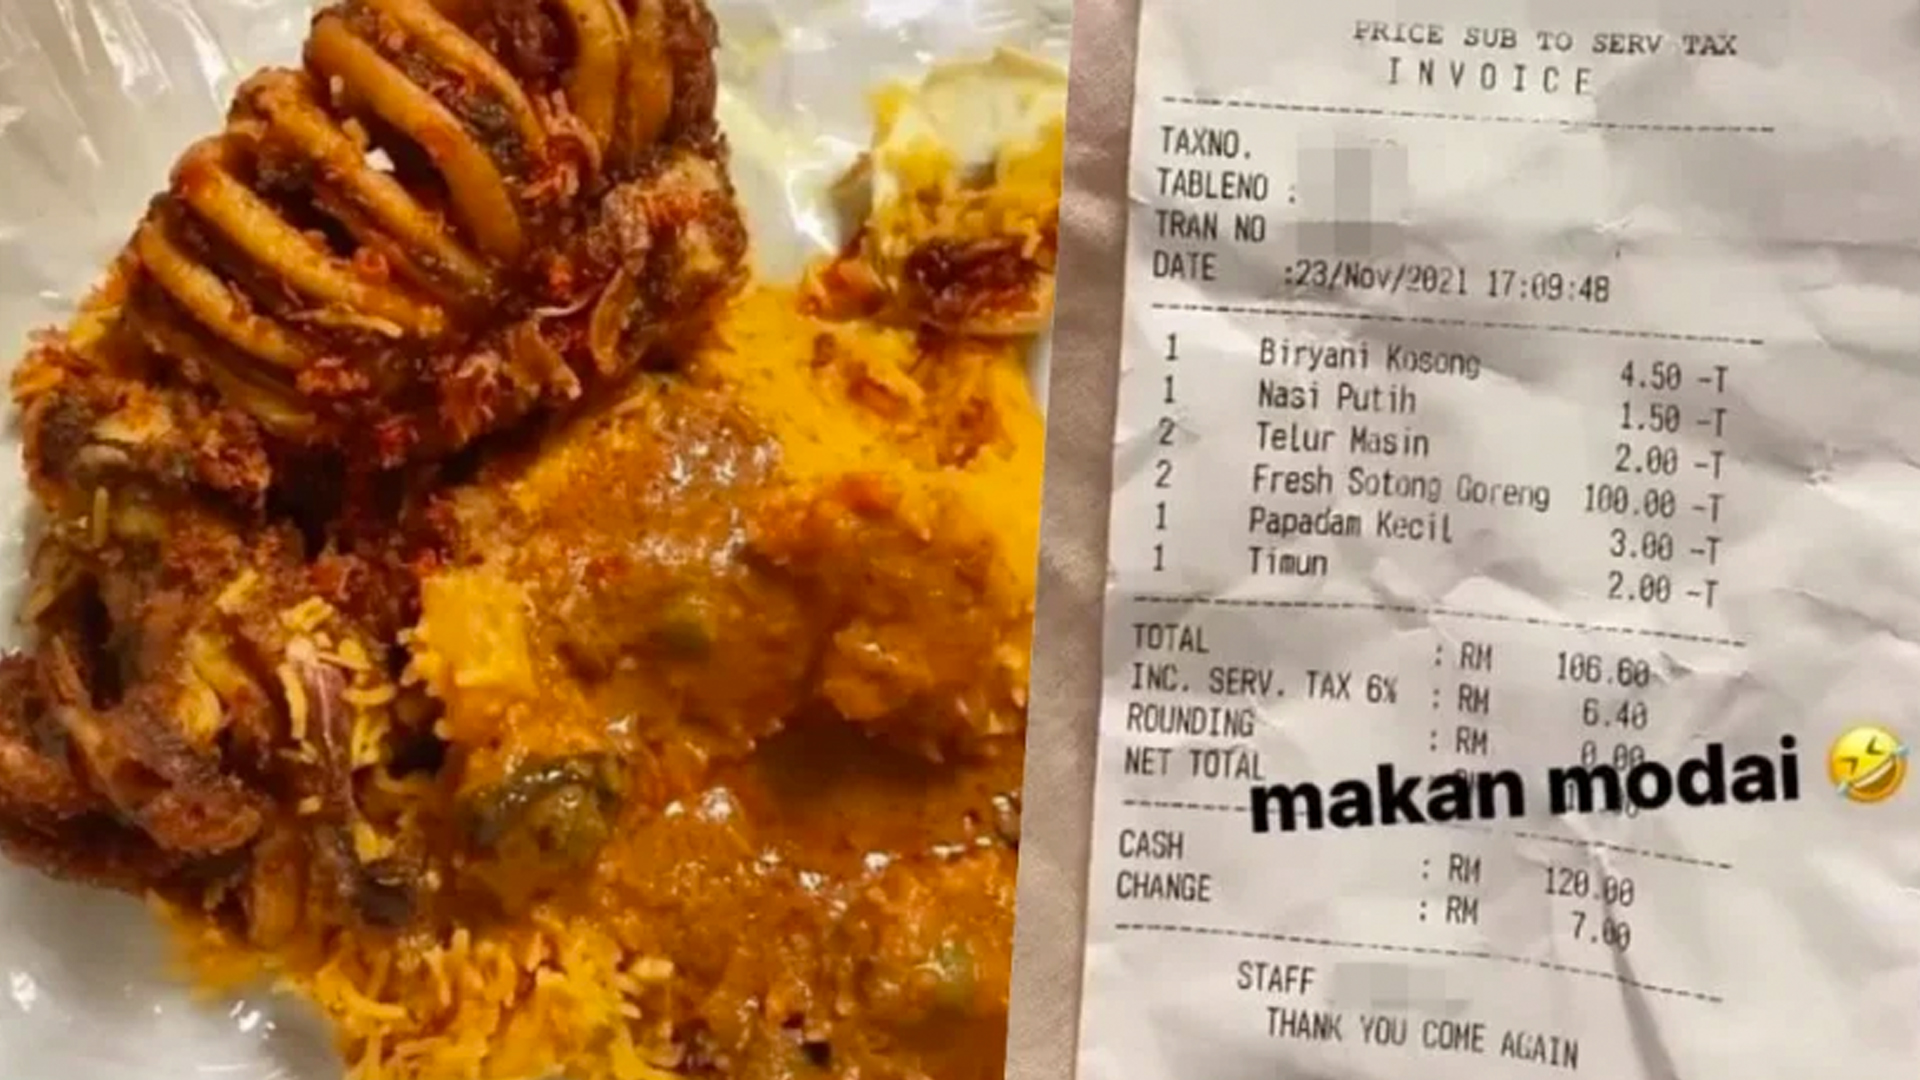 PRICE SUB TO SERV TAX
INVOICE
TAXNO.
TABLENO :
TRAN NO
DATE :23/Nov/2021 17:09:48
1 Biryani Kosong 4.50 -T
1 Nasi Putih 1.50 -T
2 Telur Masin 2.00 -T
2 Fresh Sotong Goreng 100.00 -T
1 Papadam Kecil 3.00 -T
1 Timun 2.00 -T
TOTAL : RM 106.60
INC. SERV. TAX 6% : RM 6.40
ROUNDING : RM 0.00
NET TOTAL
makan modai 🤣
CASH : RM 120.00
CHANGE : RM 7.00
STAFF
THANK YOU COME AGAIN